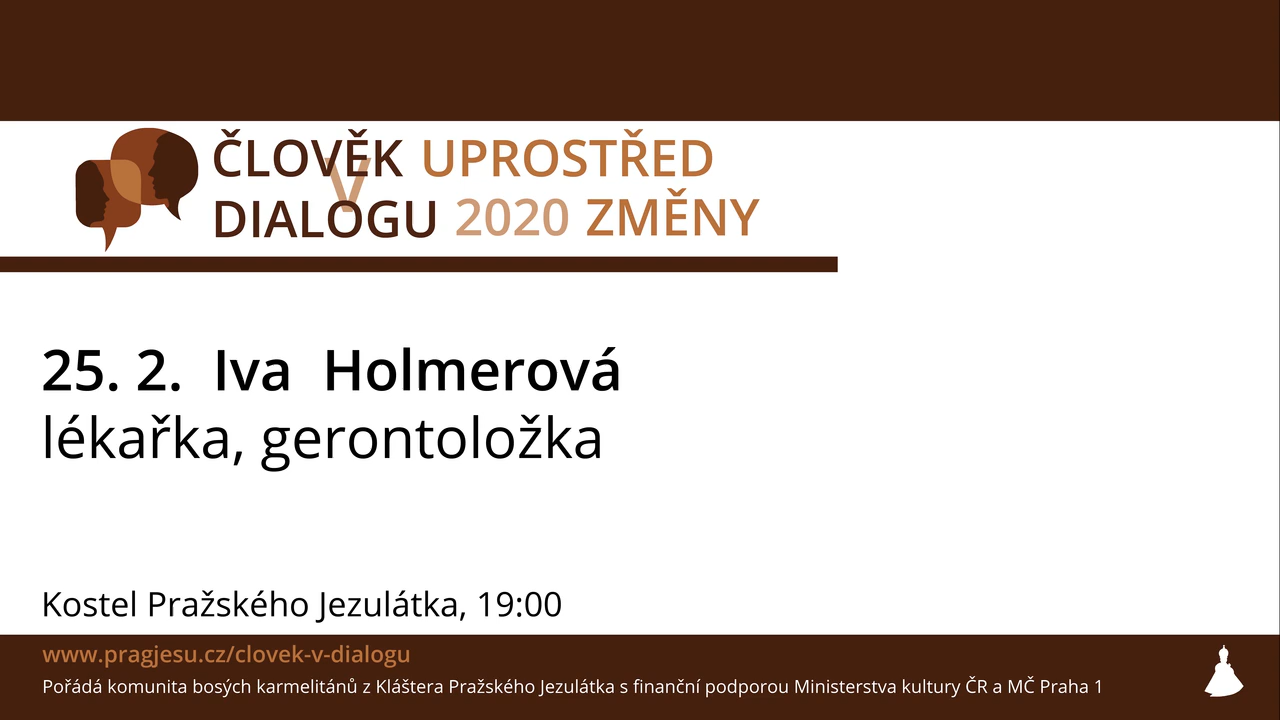 ČLOVĚK UPROSTŘED
V
DIALOGU 2020 ZMĚNY
25. 2. Iva Holmerová
lékařka, gerontoložka
Kostel Pražského Jezulátka, 19:00
www.pragjesu.cz/clovek-v-dialogu
Pořádá komunita bosých karmelitánů z Kláštera Pražského Jezulátka s finanční podporou Ministerstva kultury ČR a MČ Praha 1